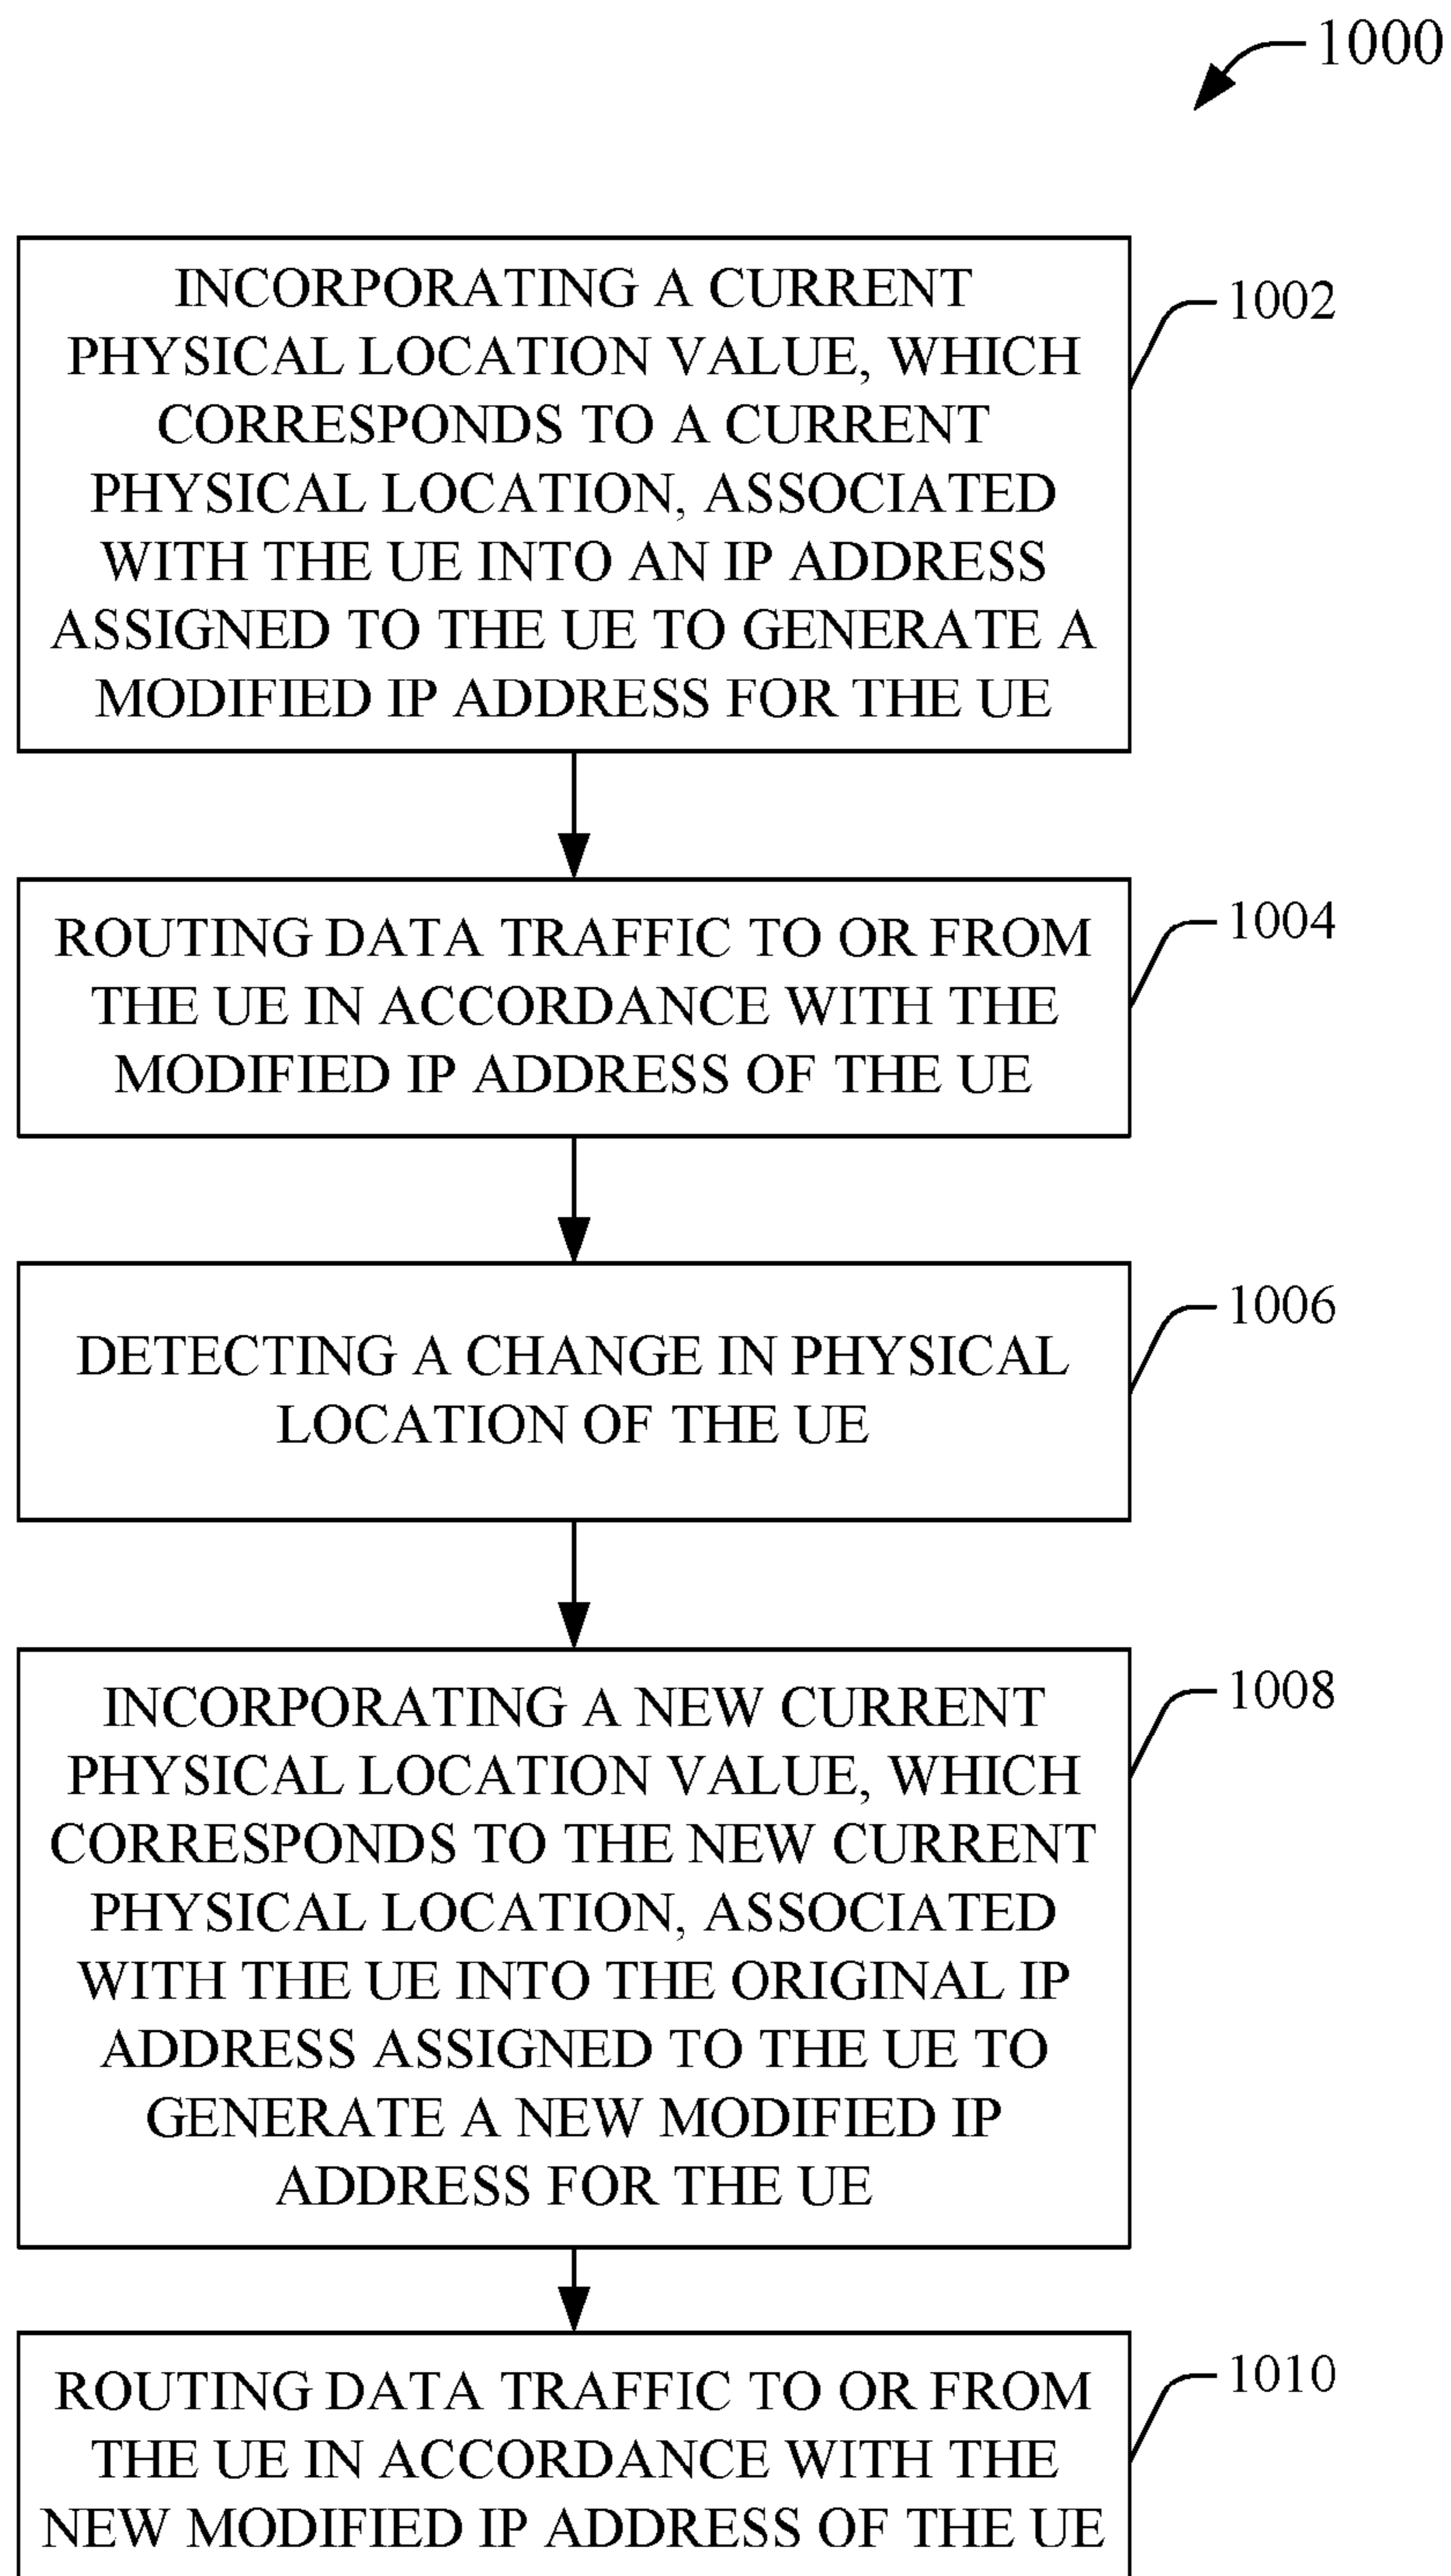 1000
INCORPORATING A CURRENT
PHYSICAL LOCATION VALUE, WHICH
CORRESPONDS TO A CURRENT
PHYSICAL LOCATION, ASSOCIATED
WITH THE UE INTO AN IP ADDRESS
ASSIGNED TO THE UE TO GENERATE A
MODIFIED IP ADDRESS FOR THE UE
1002
ROUTING DATA TRAFFIC TO OR FROM
THE UE IN ACCORDANCE WITH THE
MODIFIED IP ADDRESS OF THE UE
1004
DETECTING A CHANGE IN PHYSICAL
LOCATION OF THE UE
1006
INCORPORATING A NEW CURRENT
PHYSICAL LOCATION VALUE, WHICH
CORRESPONDS TO THE NEW CURRENT
PHYSICAL LOCATION, ASSOCIATED
WITH THE UE INTO THE ORIGINAL IP
ADDRESS ASSIGNED TO THE UE TO
GENERATE A NEW MODIFIED IP
ADDRESS FOR THE UE
1008
ROUTING DATA TRAFFIC TO OR FROM
THE UE IN ACCORDANCE WITH THE
NEW MODIFIED IP ADDRESS OF THE UE
1010